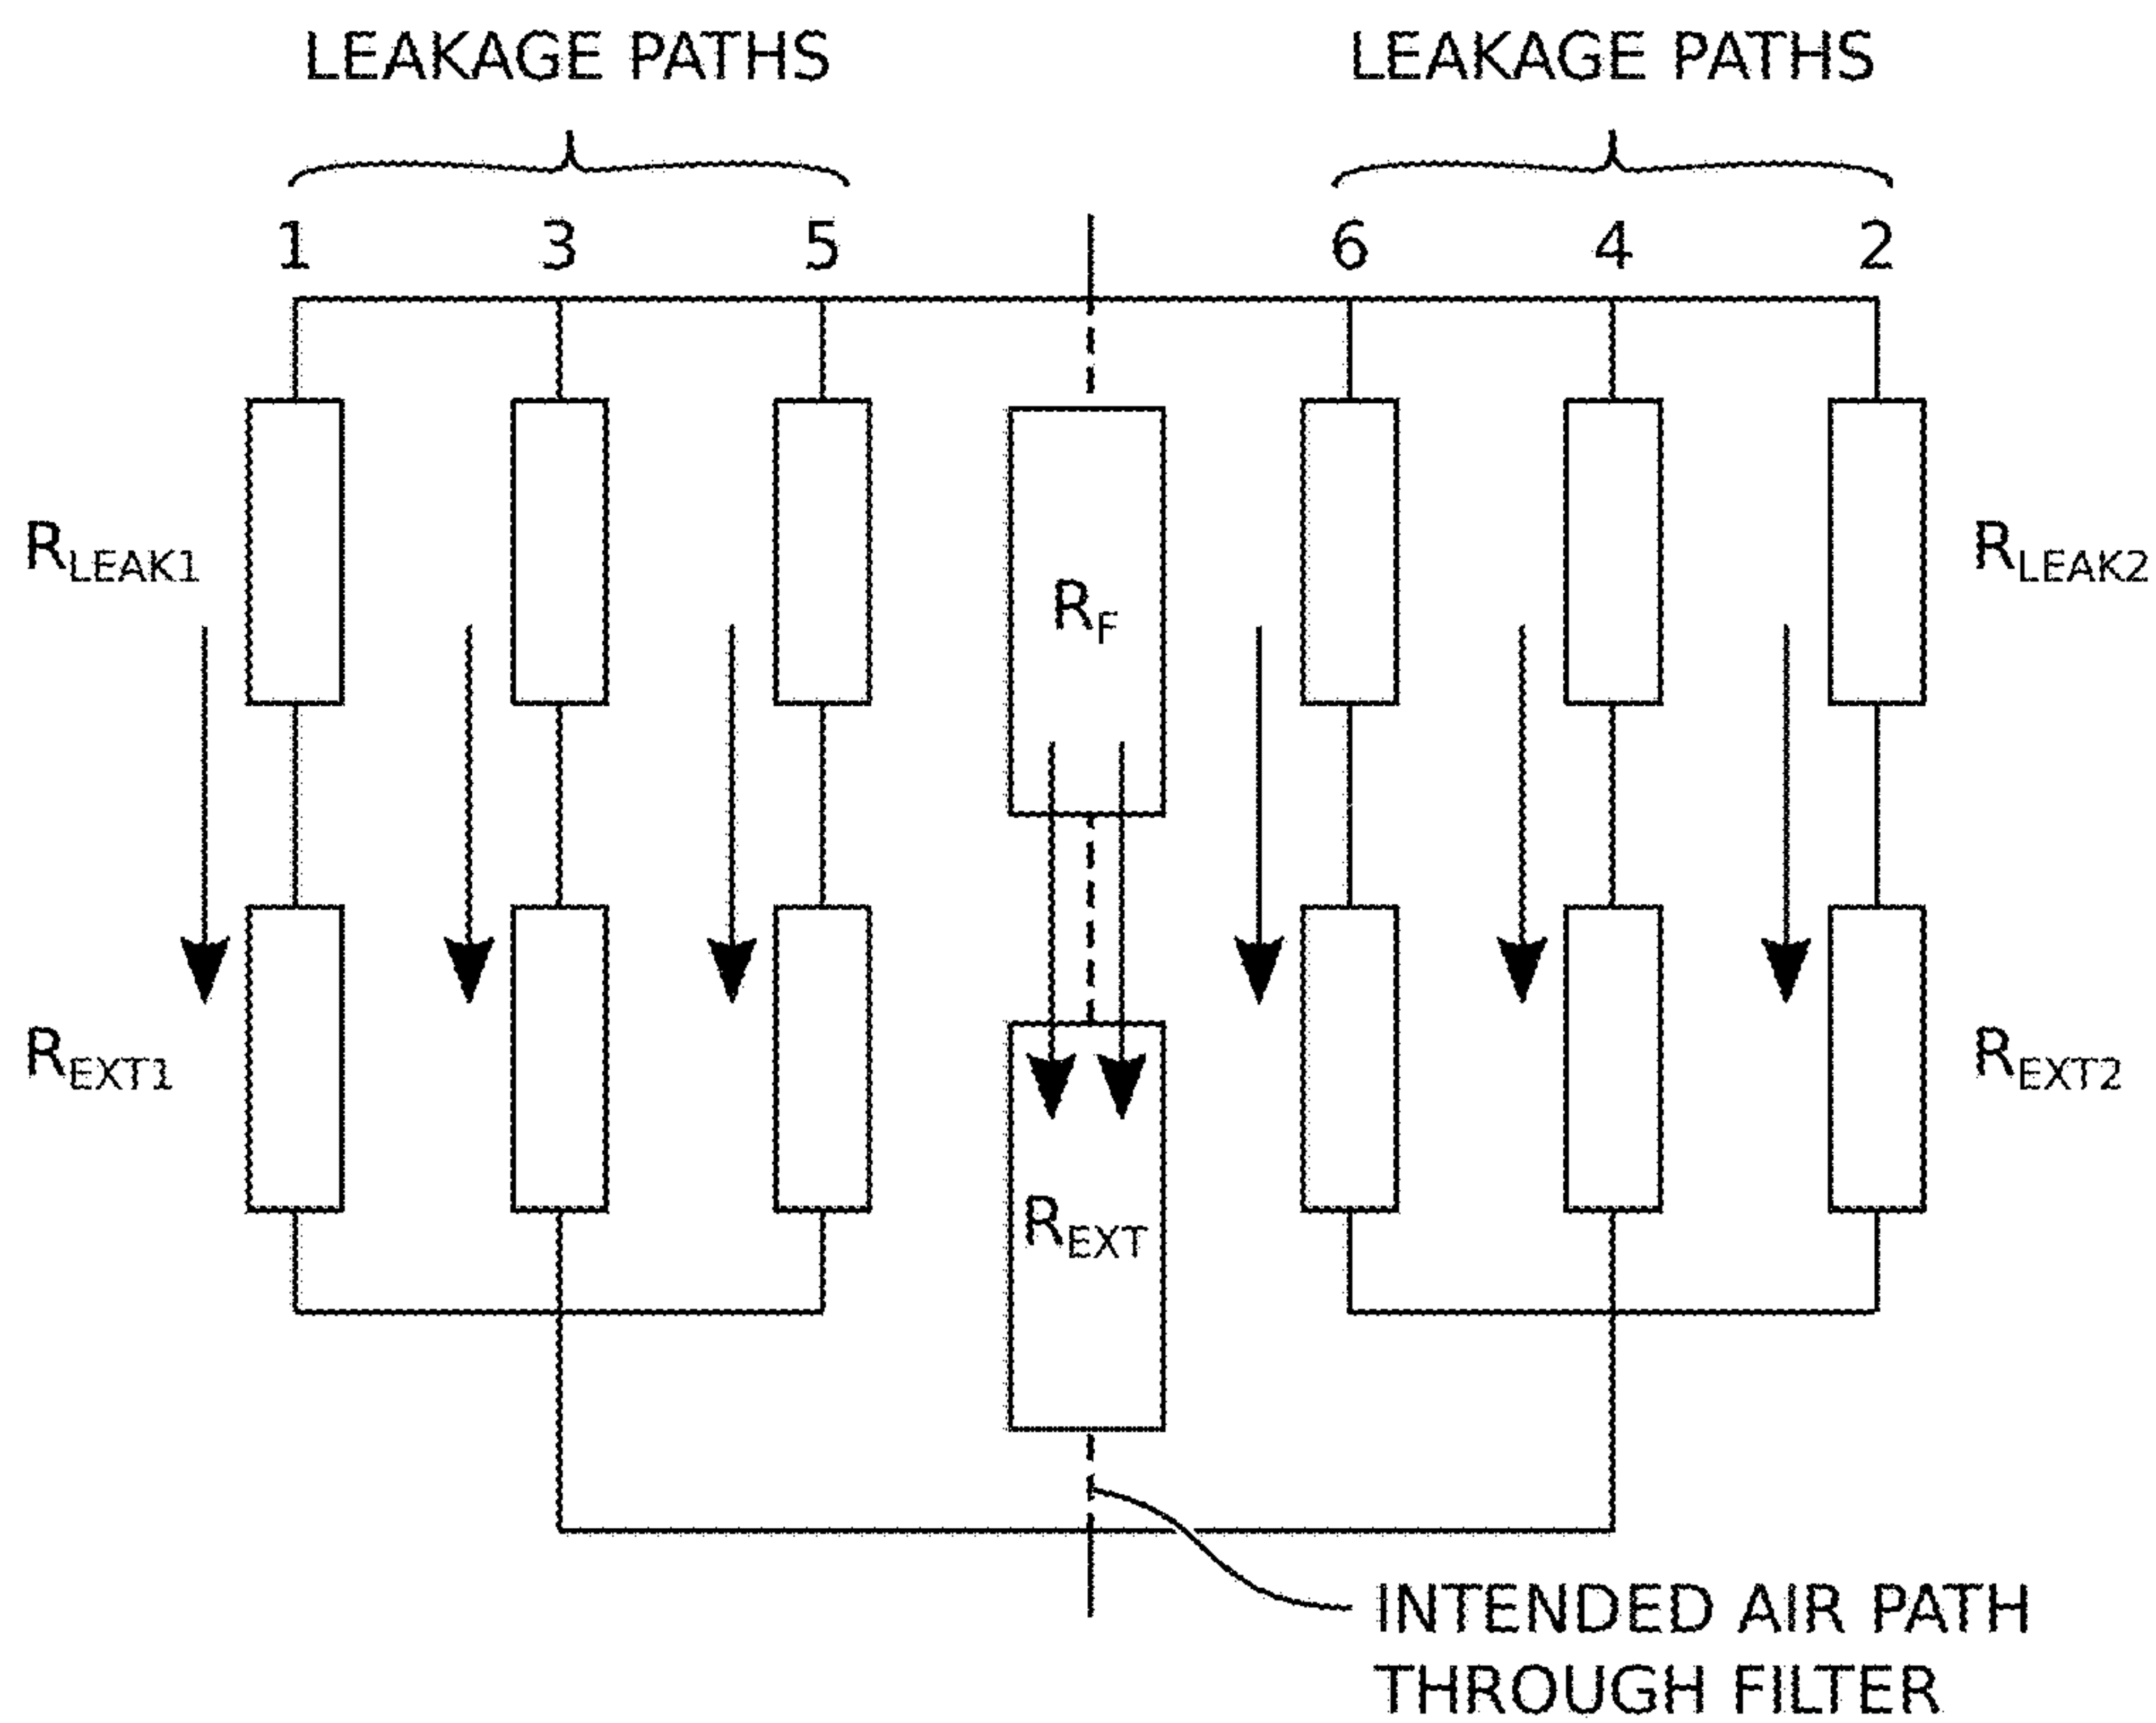 LEAKAGE PATHS
LEAKAGE PATHS
1
3
5
6
4
2
RLEAK1
RF
RLEAK2
REXT1
REXT2
REXT
INTENDED AIR PATH
THROUGH FILTER